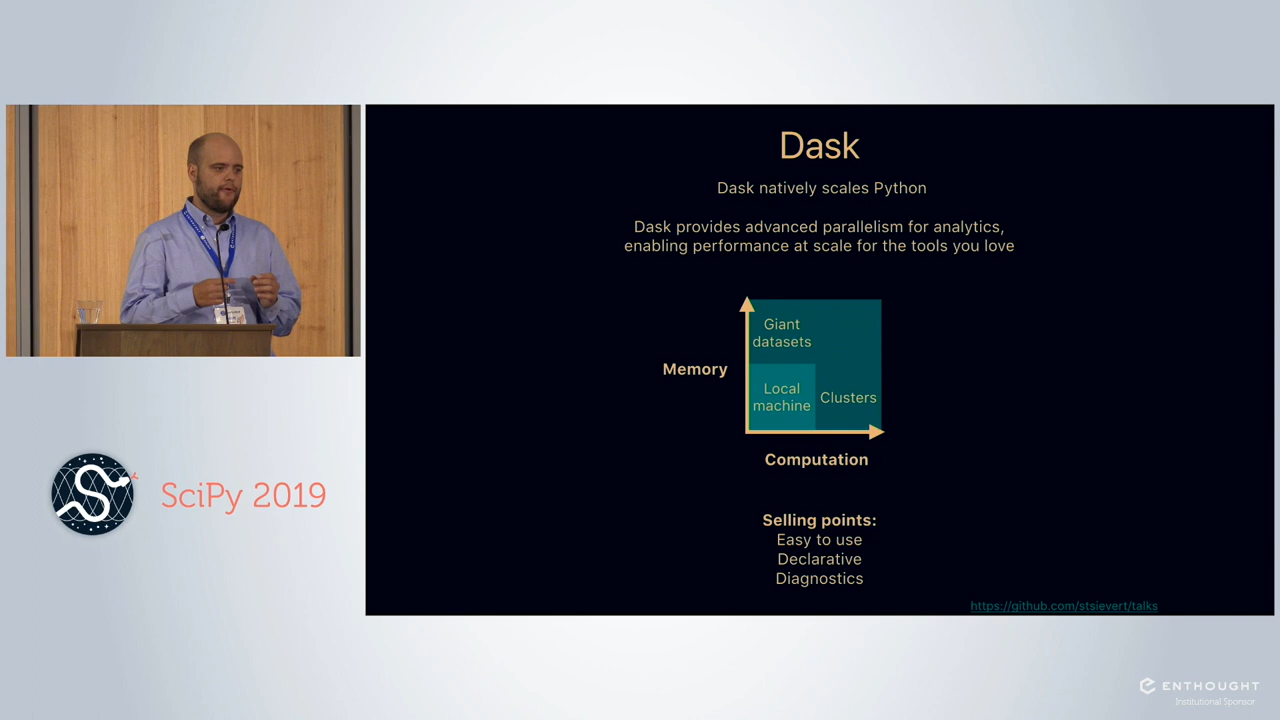 Dask
Dask natively scales Python
Dask provides advanced parallelism for analytics,
enabling performance at scale for the tools you love
Giant
datasets
Memory
Local
machine
Clusters
Computation
Selling points:
Easy to use
Declarative
Diagnostics
https://github.com/stsievert/talks
SciPy 2019
ENTHOUGHT
Institutional Sponsor